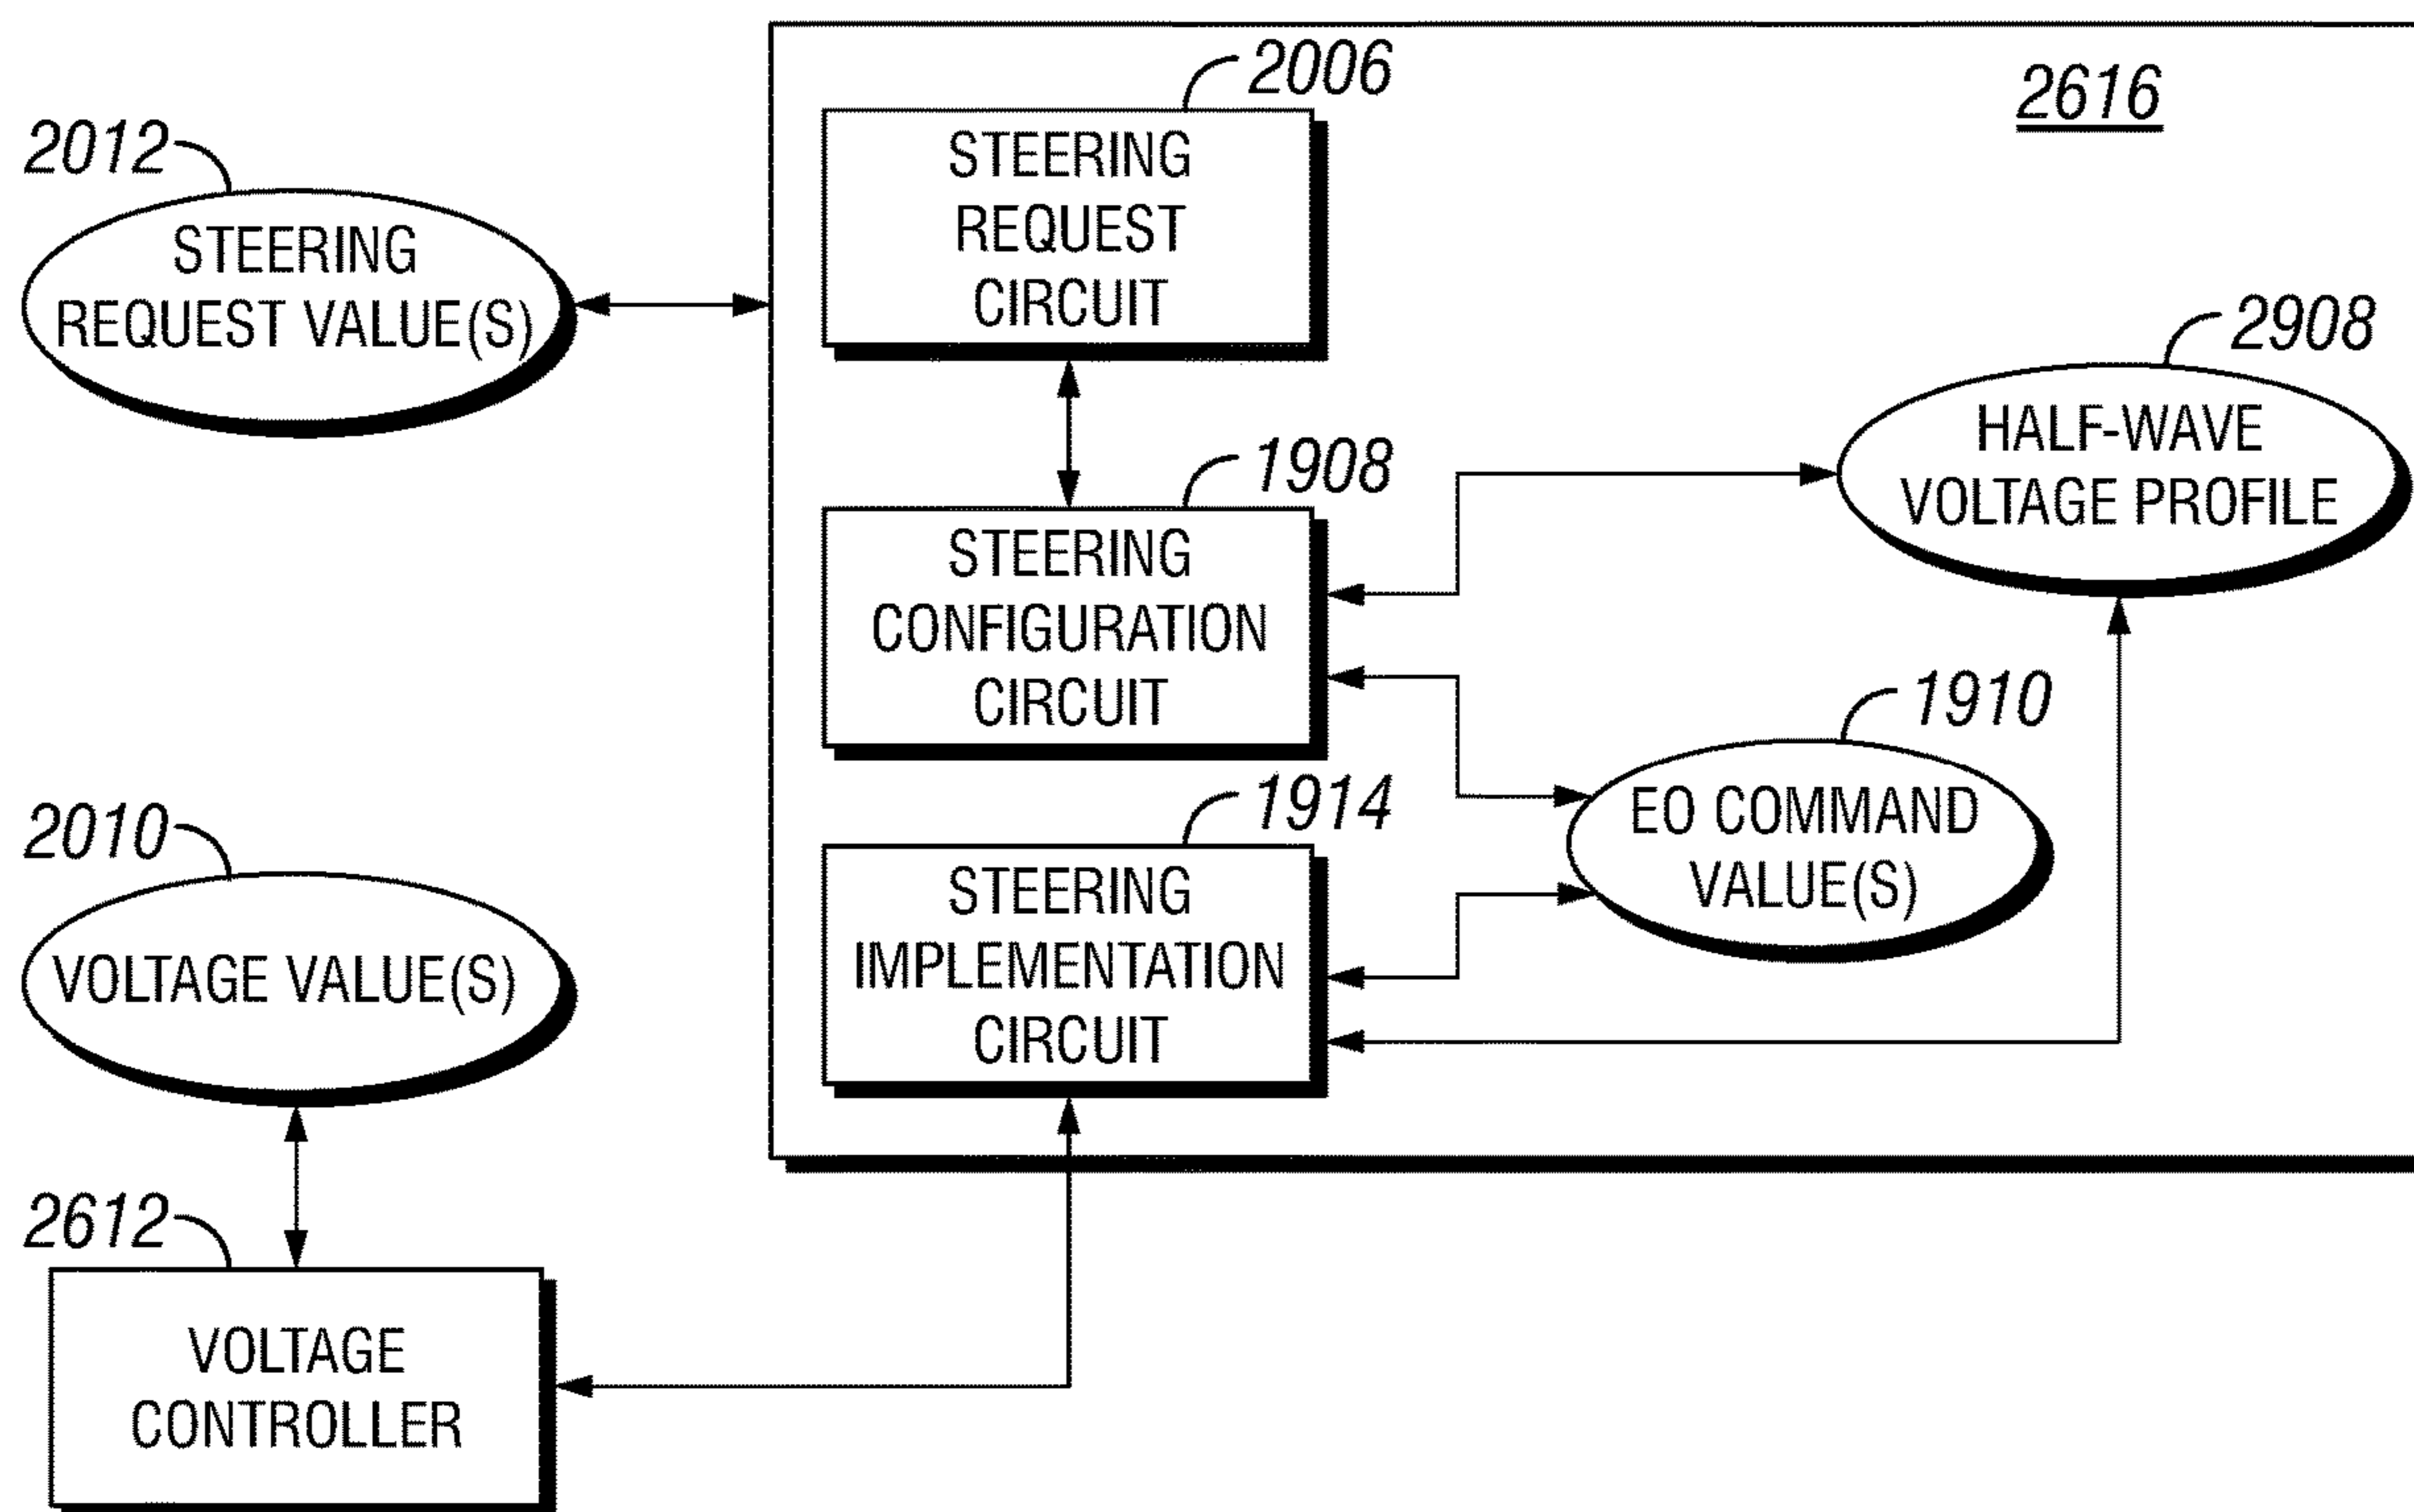 2616
2006
STEERING
REQUEST
CIRCUIT
2012
STEERING
REQUEST VALUE(S)
2908
HALF-WAVE
VOLTAGE PROFILE
1908
STEERING
CONFIGURATION
CIRCUIT
1910
EO COMMAND
VALUE(S)
1914
STEERING
IMPLEMENTATION
CIRCUIT
2010
VOLTAGE VALUE(S)
2612
VOLTAGE
CONTROLLER